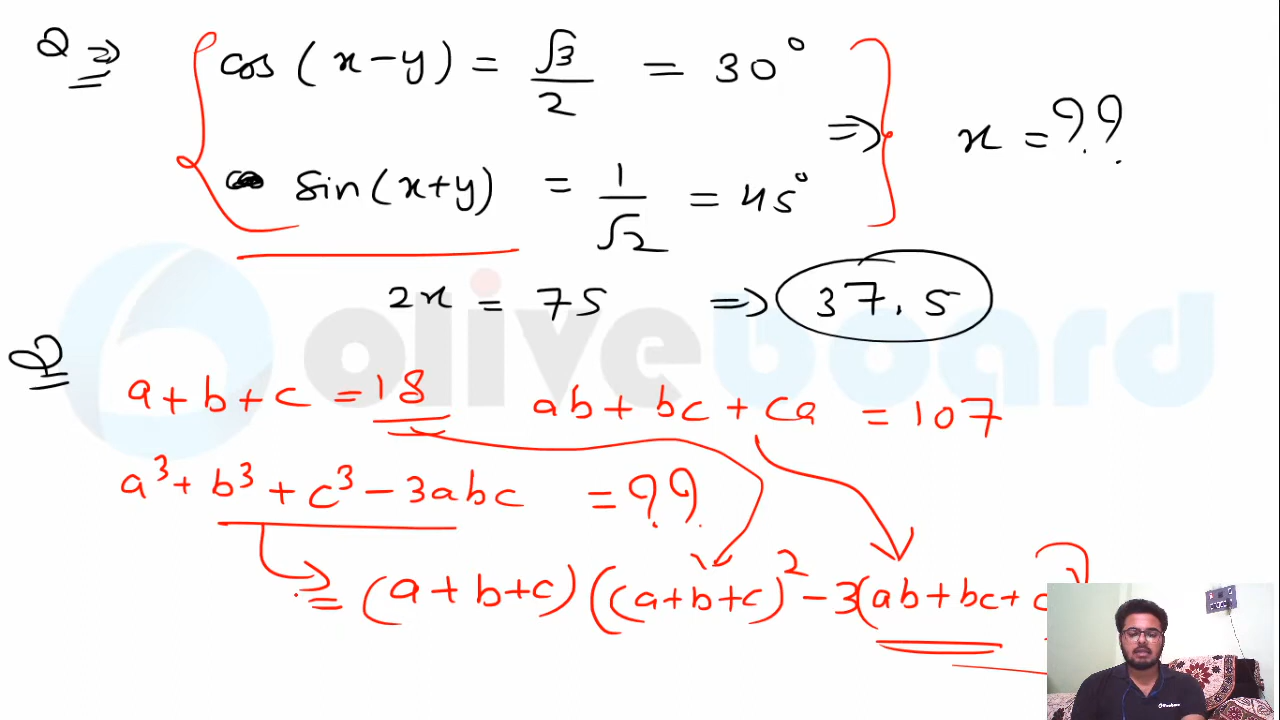 Q ⇒ cos (x-y) = √3/2 = 30°
sin(x+y) = 1/√2 = 45° ⇒ x = ??
2x = 75 ⇒ 37.5
oliveboard
Q
a+b+c = 18 ab + bc + ca = 107
a³ + b³ + c³ - 3abc = ??
= (a+b+c) ((a+b+c)² - 3(ab + bc +